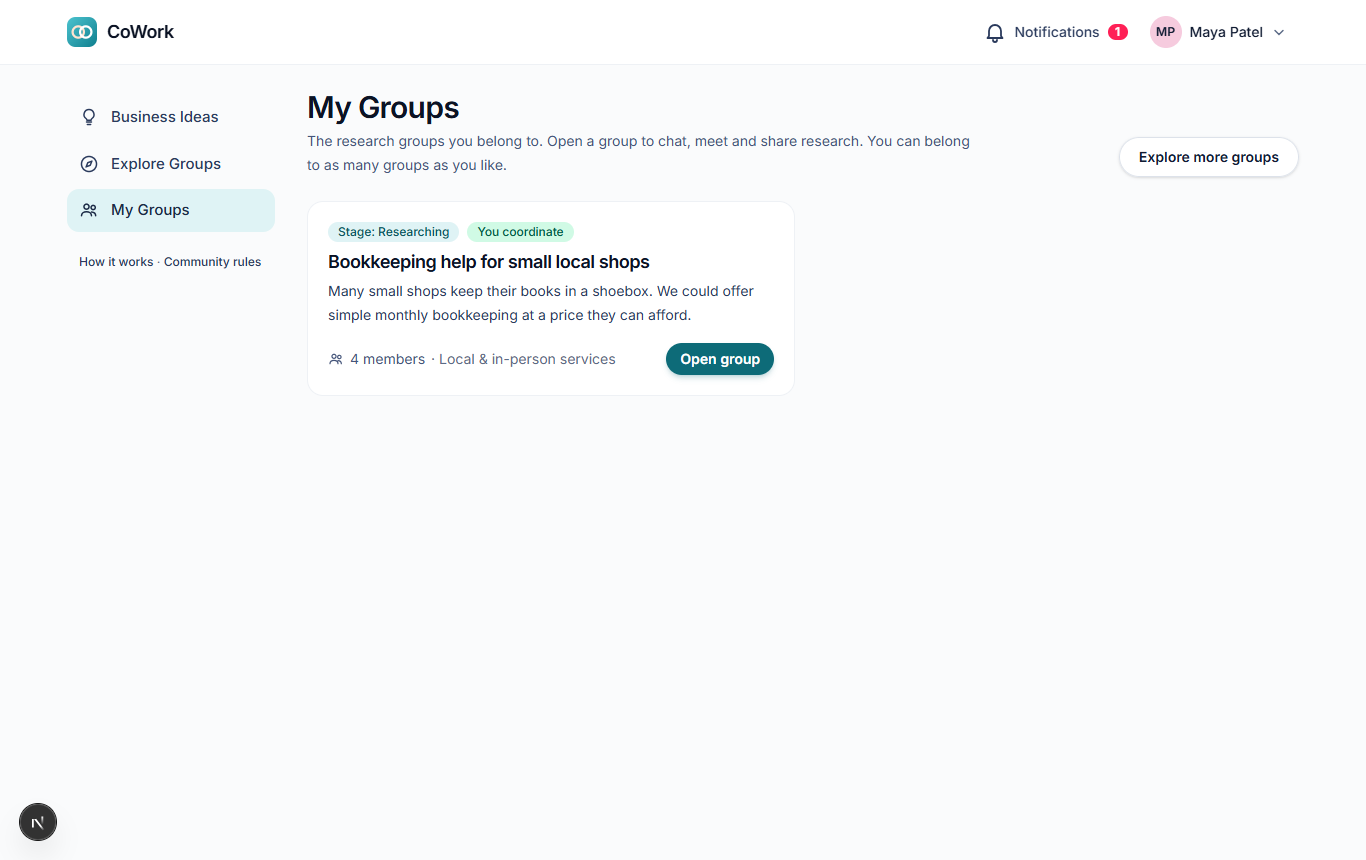 CoWork
Notifications 1
MP Maya Patel
Business Ideas
Explore Groups
My Groups
How it works · Community rules
My Groups
The research groups you belong to. Open a group to chat, meet and share research. You can belong
to as many groups as you like.
Explore more groups
Stage: Researching You coordinate
Bookkeeping help for small local shops
Many small shops keep their books in a shoebox. We could offer
simple monthly bookkeeping at a price they can afford.
4 members · Local & in-person services
Open group
N